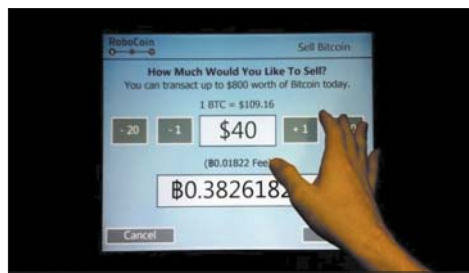 RoboCoin
Sell Bitcoin
How Much Would You Like To Sell?
You can transact up to $800 worth of Bitcoin today.
1 BTC = $109.16
- 20 - 1 $40 + 1
(฿0.01822 Fee)
฿0.3826182
Cancel